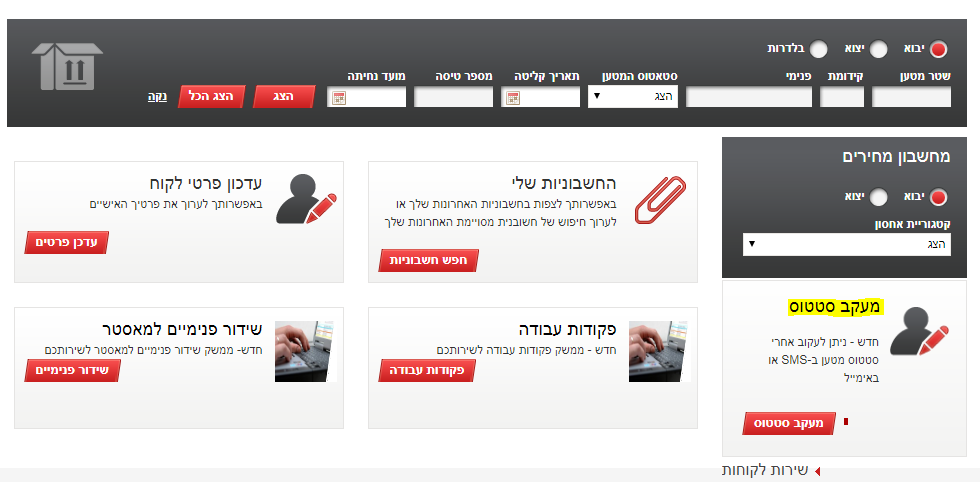 יבוא יצוא בלדרות
שטר מטען קידומת פנימי סטאטוס המטען תאריך קליטה מספר טיסה מועד נחיתה
הצג הצג הצג הכל נקה
מחשבון מחירים
יבוא יצוא
קטגוריית אחסון
הצג
מעקב סטטוס
חדש - ניתן לעקוב אחרי
סטטוס מטען ב-SMS או
באימייל
מעקב סטטוס
שירות לקוחות
החשבוניות שלי
באפשרותך לצפות בחשבוניות האחרונות שלך או
לערוך חיפוש של חשבונית מסויימת האחרונות שלך
חפש חשבוניות
עדכון פרטי לקוח
באפשרותך לערוך את פרטיך האישיים
עדכן פרטים
פקודות עבודה
חדש - ממשק פקודות עבודה לשירותכם
פקודות עבודה
שידור פנימיים למאסטר
חדש- ממשק שידור פנימיים למאסטר לשירותכם
שידור פנימיים